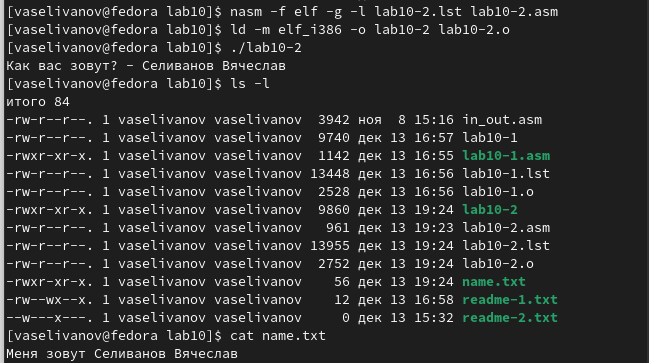 [vaselivanov@fedora lab10]$ nasm -f elf -g -l lab10-2.lst lab10-2.asm
[vaselivanov@fedora lab10]$ ld -m elf_i386 -o lab10-2 lab10-2.o
[vaselivanov@fedora lab10]$ ./lab10-2
Как вас зовут? – Селиванов Вячеслав
[vaselivanov@fedora lab10]$ ls -l
итого 84
-rw-r--r--. 1 vaselivanov vaselivanov  3942 ноя  8 15:16 in_out.asm
-rw-r--r--. 1 vaselivanov vaselivanov  9740 дек 13 16:57 lab10-1
-rwxr-xr-x. 1 vaselivanov vaselivanov  1142 дек 13 16:55 lab10-1.asm
-rw-r--r--. 1 vaselivanov vaselivanov 13448 дек 13 16:56 lab10-1.lst
-rw-r--r--. 1 vaselivanov vaselivanov  2528 дек 13 16:56 lab10-1.o
-rwxr-xr-x. 1 vaselivanov vaselivanov  9860 дек 13 19:24 lab10-2
-rw-r--r--. 1 vaselivanov vaselivanov   961 дек 13 19:23 lab10-2.asm
-rw-r--r--. 1 vaselivanov vaselivanov 13955 дек 13 19:24 lab10-2.lst
-rw-r--r--. 1 vaselivanov vaselivanov  2752 дек 13 19:24 lab10-2.o
-rwxr-xr-x. 1 vaselivanov vaselivanov    56 дек 13 19:24 name.txt
-rw--wx--x. 1 vaselivanov vaselivanov    12 дек 13 16:58 readme-1.txt
--w---x---. 1 vaselivanov vaselivanov     0 дек 13 15:32 readme-2.txt
[vaselivanov@fedora lab10]$ cat name.txt
Меня зовут Селиванов Вячеслав